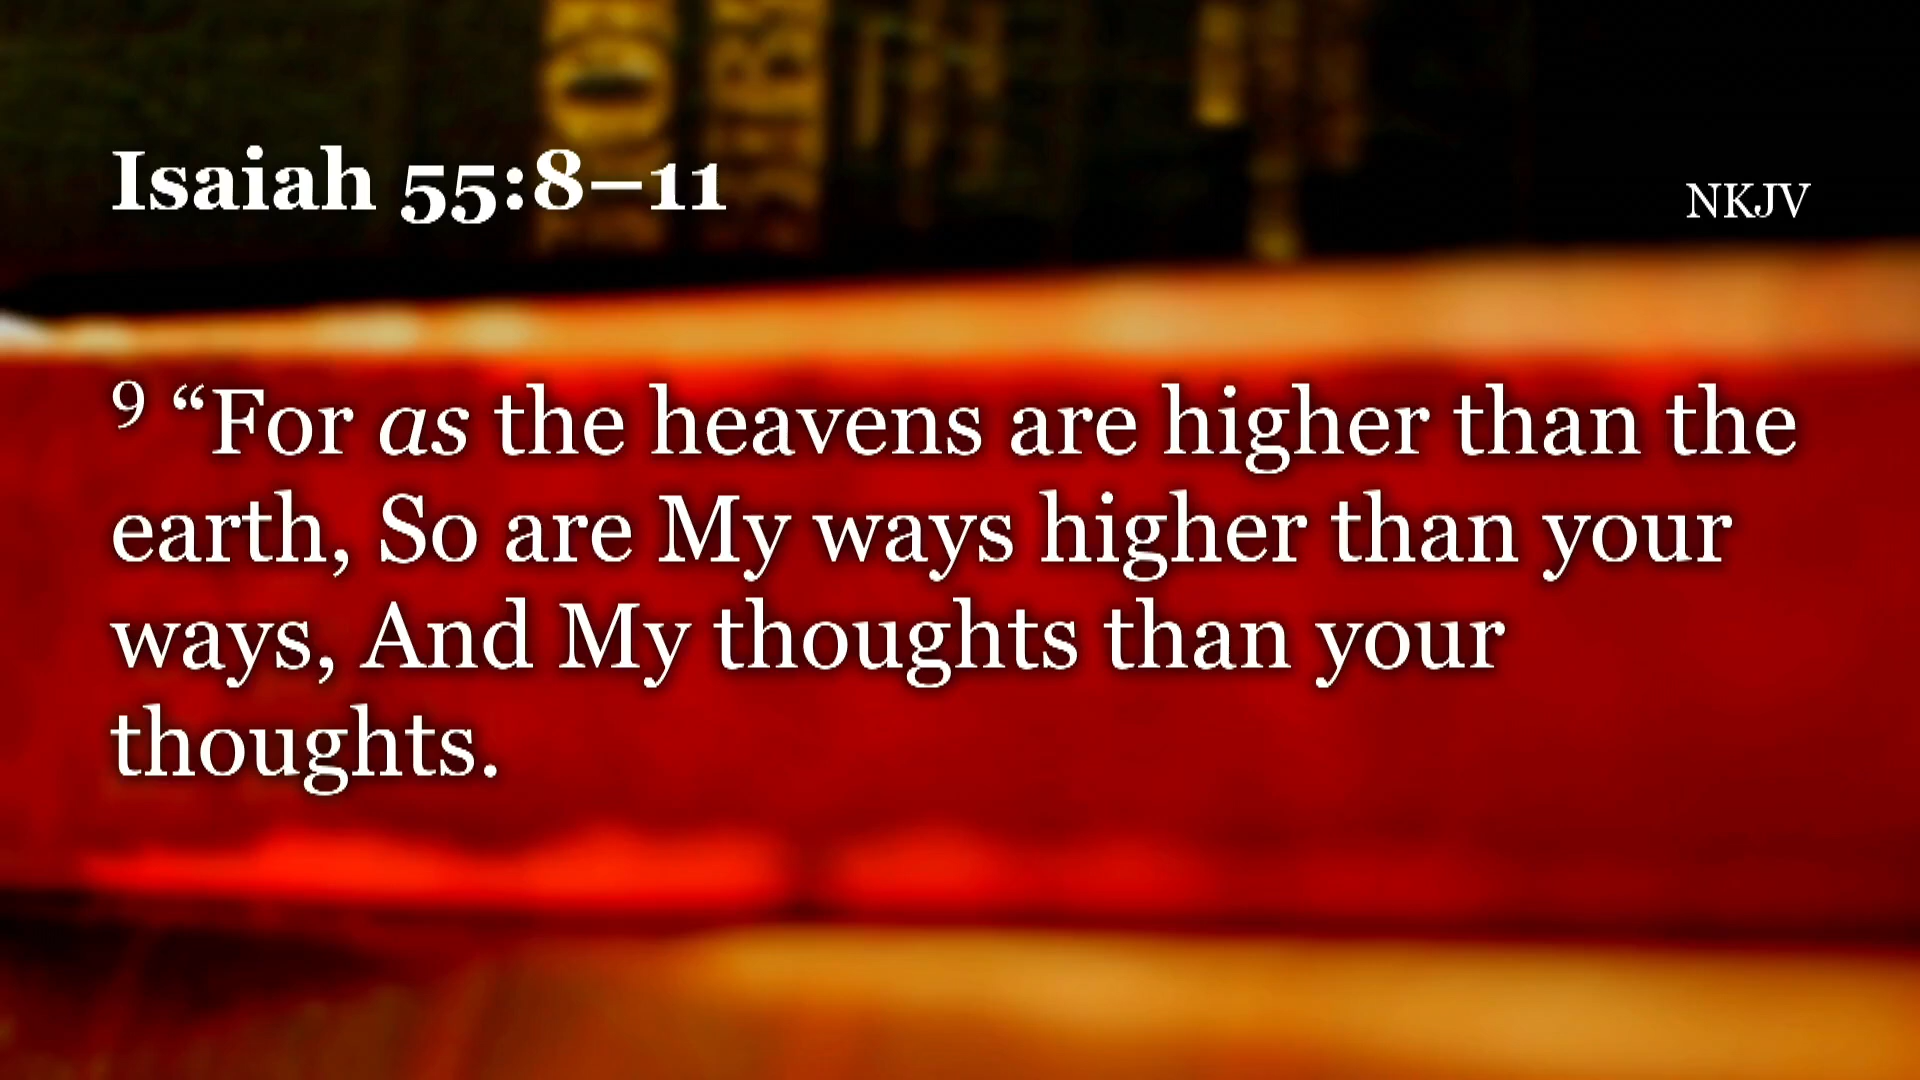 Isaiah 55:8–11
NKJV
9 “For as the heavens are higher than the
earth, So are My ways higher than your
ways, And My thoughts than your
thoughts.